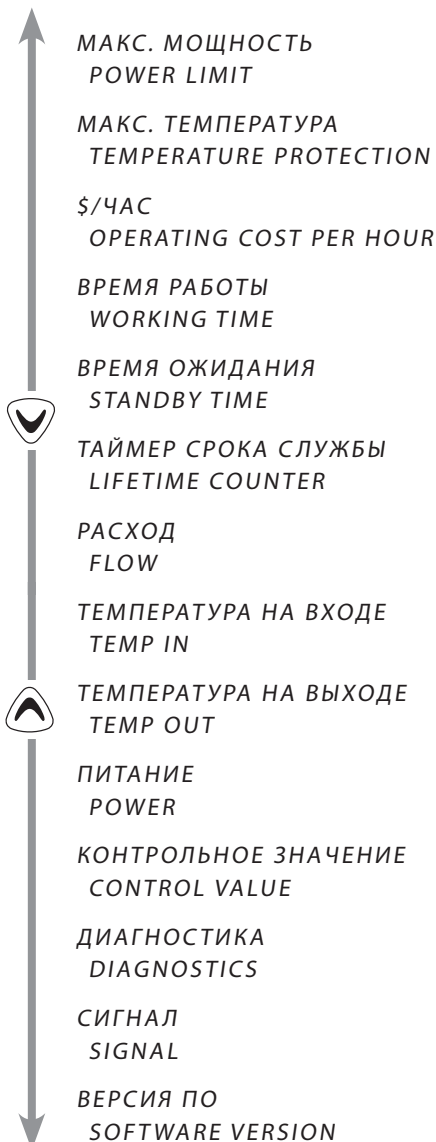 МАКС. МОЩНОСТЬ
POWER LIMIT
МАКС. ТЕМПЕРАТУРА
TEMPERATURE PROTECTION
$/ЧАС
OPERATING COST PER HOUR
ВРЕМЯ РАБОТЫ
WORKING TIME
ВРЕМЯ ОЖИДАНИЯ
STANDBY TIME
ТАЙМЕР СРОКА СЛУЖБЫ
LIFETIME COUNTER
РАСХОД
FLOW
ТЕМПЕРАТУРА НА ВХОДЕ
TEMP IN
ТЕМПЕРАТУРА НА ВЫХОДЕ
TEMP OUT
ПИТАНИЕ
POWER
КОНТРОЛЬНОЕ ЗНАЧЕНИЕ
CONTROL VALUE
ДИАГНОСТИКА
DIAGNOSTICS
СИГНАЛ
SIGNAL
ВЕРСИЯ ПО
SOFTWARE VERSION